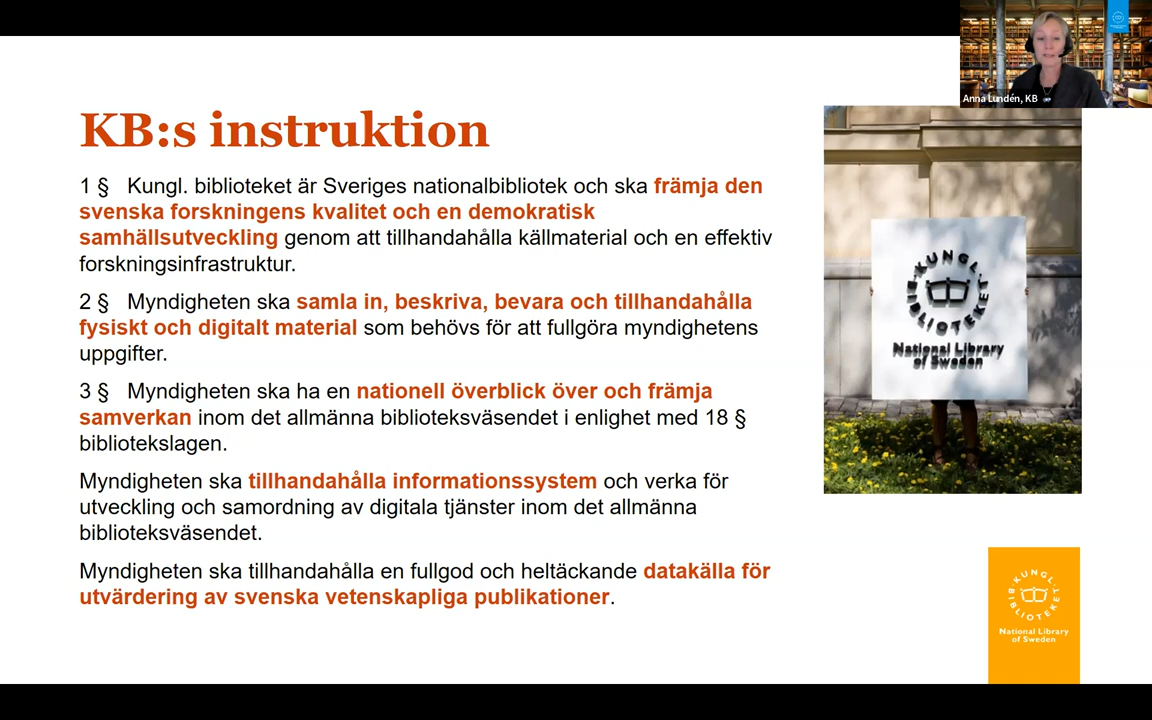 Anna Lundén, KB
KB:s instruktion
1 § Kungl. biblioteket är Sveriges nationalbibliotek och ska främja den
svenska forskningens kvalitet och en demokratisk
samhällsutveckling genom att tillhandahålla källmaterial och en effektiv
forskningsinfrastruktur.
2 § Myndigheten ska samla in, beskriva, bevara och tillhandahålla
fysiskt och digitalt material som behövs för att fullgöra myndighetens
uppgifter.
3 § Myndigheten ska ha en nationell överblick över och främja
samverkan inom det allmänna biblioteksväsendet i enlighet med 18 §
bibliotekslagen.
Myndigheten ska tillhandahålla informationssystem och verka för
utveckling och samordning av digitala tjänster inom det allmänna
biblioteksväsendet.
Myndigheten ska tillhandahålla en fullgod och heltäckande datakälla för
utvärdering av svenska vetenskapliga publikationer.
KUNGL.
BIBLIOTEKET
National Library
of Sweden
KUNGL.
BIBLIOTEKET
National Library
of Sweden